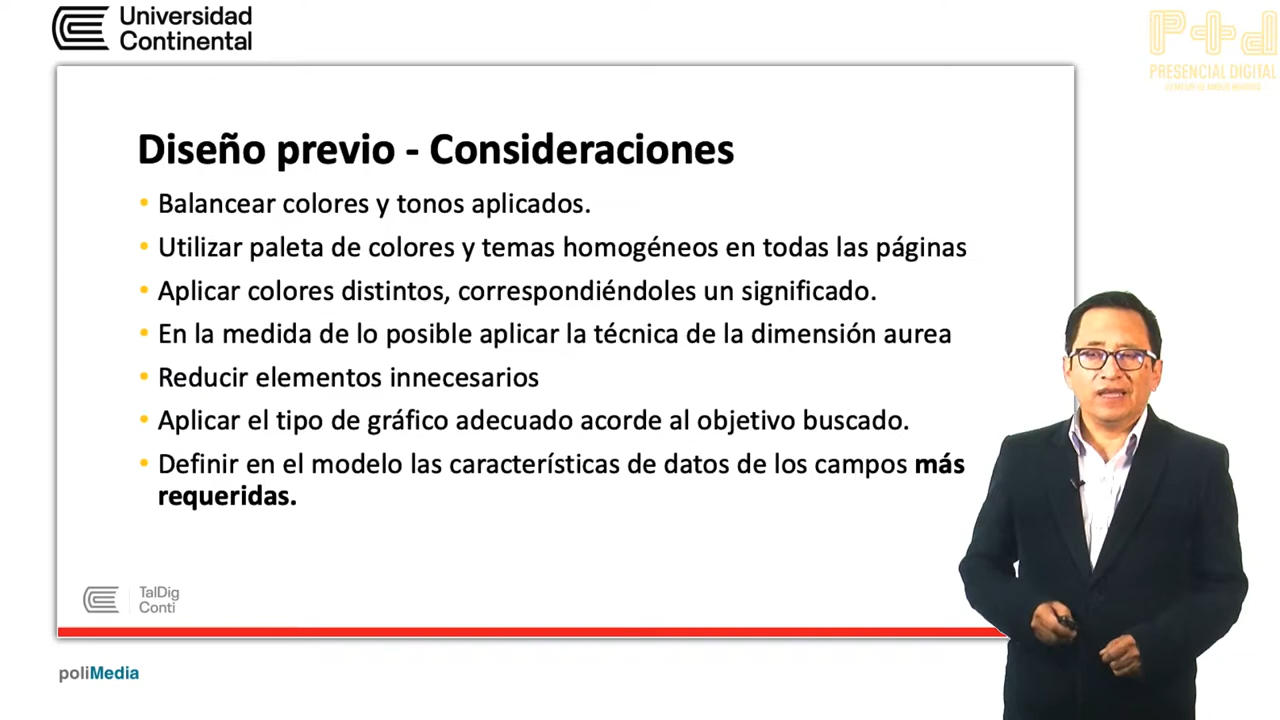 Universidad
Continental
P+d
PRESENCIAL DIGITAL
Diseño previo - Consideraciones
• Balancear colores y tonos aplicados.
• Utilizar paleta de colores y temas homogéneos en todas las páginas
• Aplicar colores distintos, correspondiéndoles un significado.
• En la medida de lo posible aplicar la técnica de la dimensión aurea
• Reducir elementos innecesarios
• Aplicar el tipo de gráfico adecuado acorde al objetivo buscado.
• Definir en el modelo las características de datos de los campos más
requeridas.
TalDig
Conti
poliMedia